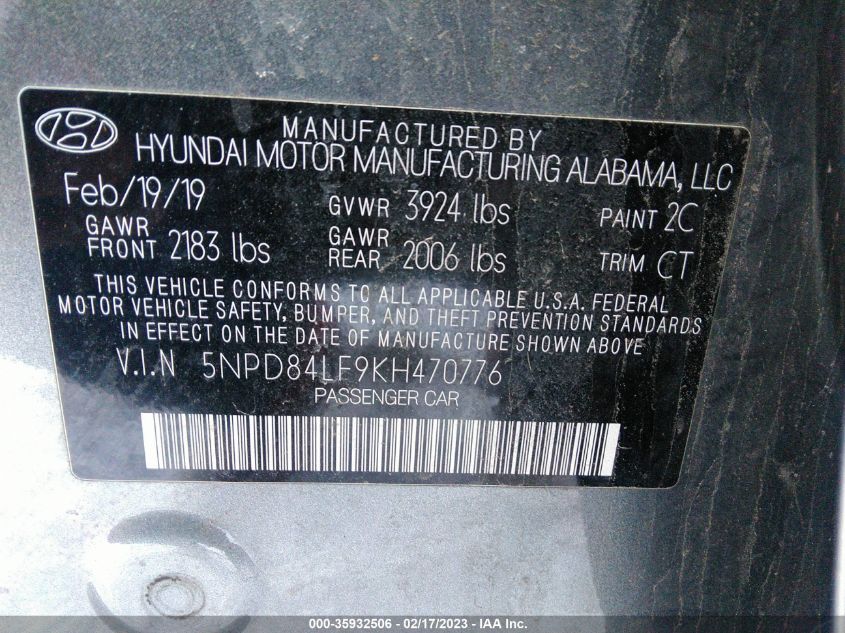 MANUFACTURED BY
HYUNDAI MOTOR MANUFACTURING ALABAMA, LLC
Feb/19/19 GVWR 3924 lbs PAINT 2C
GAWR FRONT 2183 lbs GAWR REAR 2006 lbs TRIM CT
THIS VEHICLE CONFORMS TO ALL APPLICABLE U.S.A. FEDERAL
MOTOR VEHICLE SAFETY, BUMPER, AND THEFT PREVENTION STANDARDS
IN EFFECT ON THE DATE OF MANUFACTURE SHOWN ABOVE
V.I.N 5NPD84LF9KH470776
PASSENGER CAR
000-35932506 - 02/17/2023 - IAA Inc.